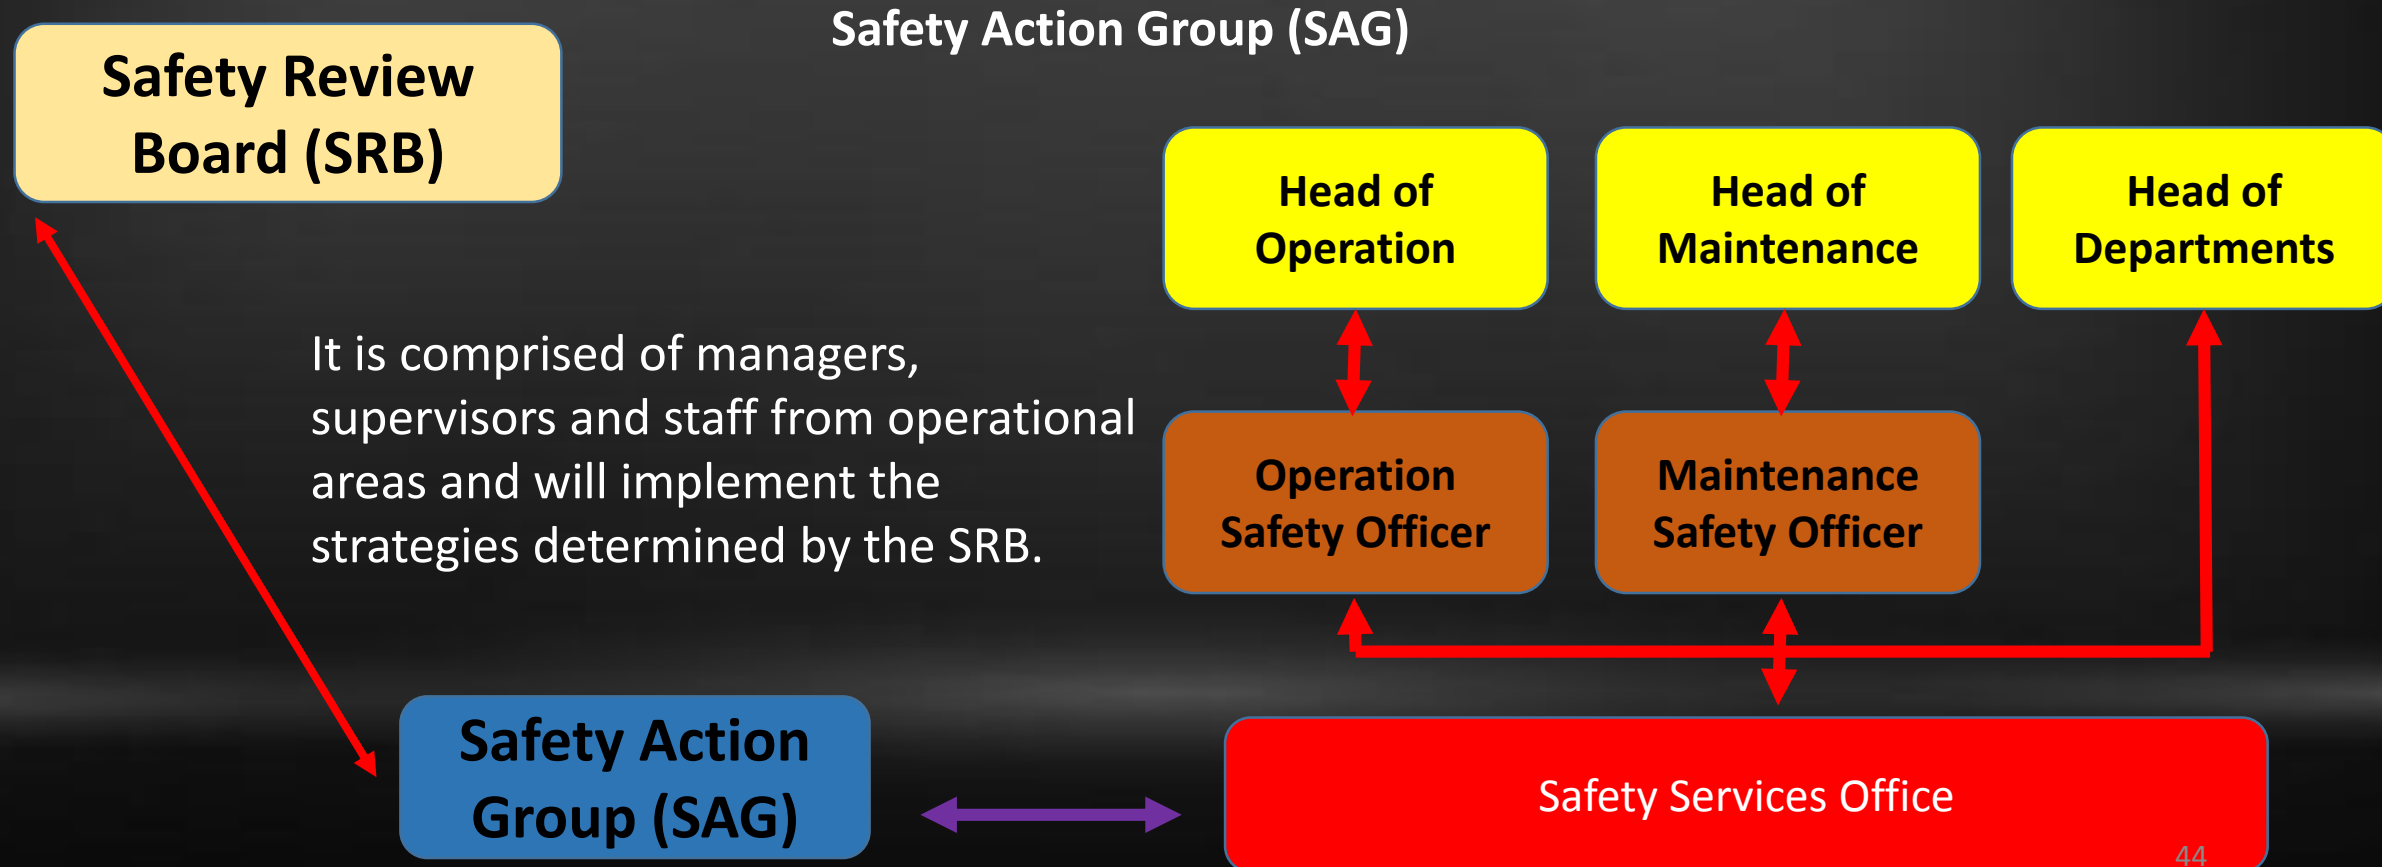 Safety Action Group (SAG)
Safety Review
Board (SRB)
Head of
Operation
Head of
Maintenance
Head of
Departments
It is comprised of managers,
supervisors and staff from operational
areas and will implement the
strategies determined by the SRB.
Operation
Safety Officer
Maintenance
Safety Officer
Safety Action
Group (SAG)
Safety Services Office
44